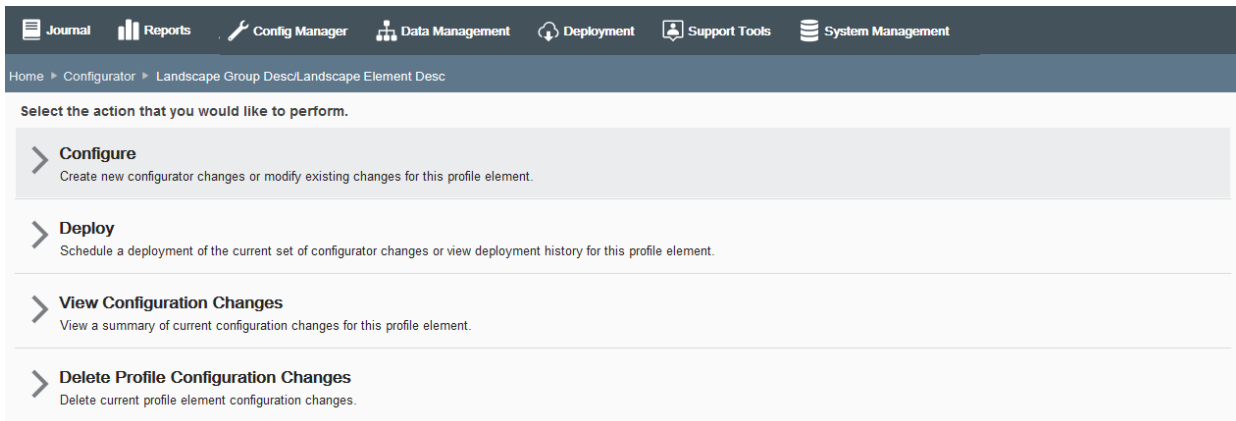 Journal Reports Config Manager Data Management Deployment Support Tools System Management
Home ▸ Configurator ▸ Landscape Group Desc/Landscape Element Desc
Select the action that you would like to perform.
Configure
Create new configurator changes or modify existing changes for this profile element.
Deploy
Schedule a deployment of the current set of configurator changes or view deployment history for this profile element.
View Configuration Changes
View a summary of current configuration changes for this profile element.
Delete Profile Configuration Changes
Delete current profile element configuration changes.